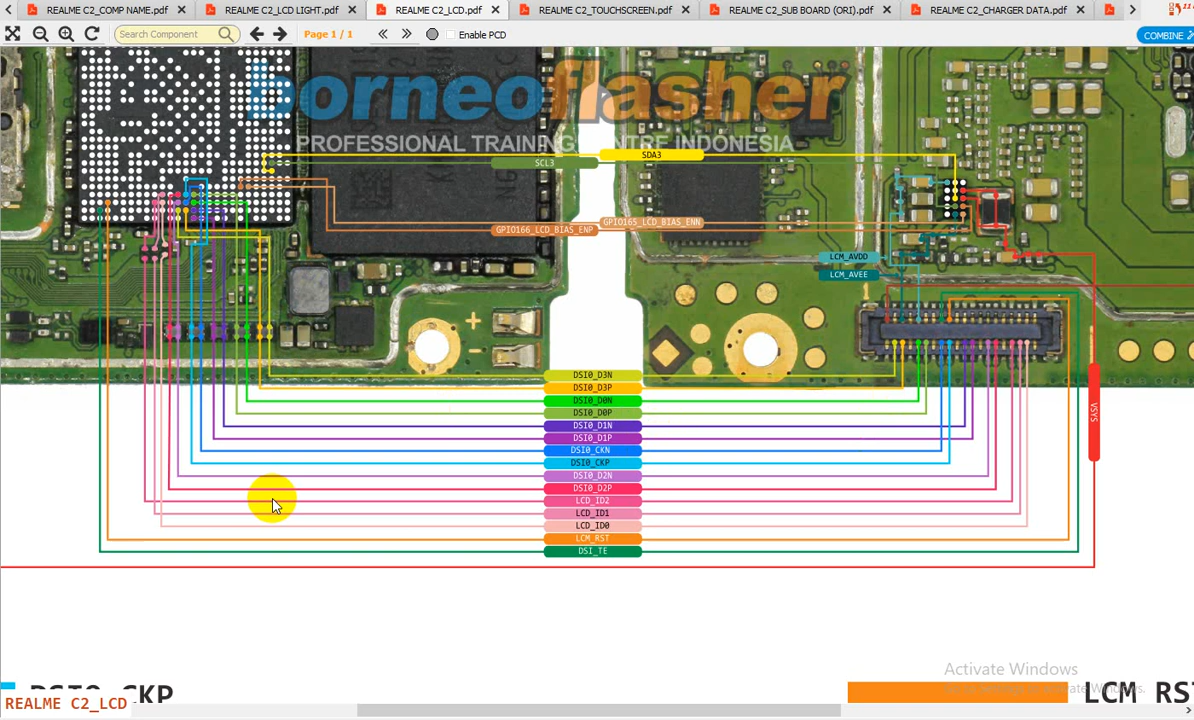 REALME C2_COMP NAME.pdf
REALME C2_LCD LIGHT.pdf
REALME C2_LCD.pdf
REALME C2_TOUCHSCREEN.pdf
REALME C2_SUB BOARD (ORI).pdf
REALME C2_CHARGER DATA.pdf
Search Component
Page 1 / 1
Enable PCD
COMBINE
borneoflasher
PROFESSIONAL TRAINING CENTRE INDONESIA
SDA3
SCL3
GPIO165_LCD_BIAS_ENN
GPIO166_LCD_BIAS_ENP
LCM_AVDD
LCM_AVEE
DSI0_D3N
DSI0_D3P
DSI0_D0N
DSI0_D0P
DSI0_D1N
DSI0_D1P
DSI0_CKN
DSI0_CKP
DSI0_D2N
DSI0_D2P
LCD_ID2
LCD_ID1
LCD_ID0
LCM_RST
DSI_TE
VSYS
Activate Windows
DSI0_CKP
LCM RS
REALME C2_LCD